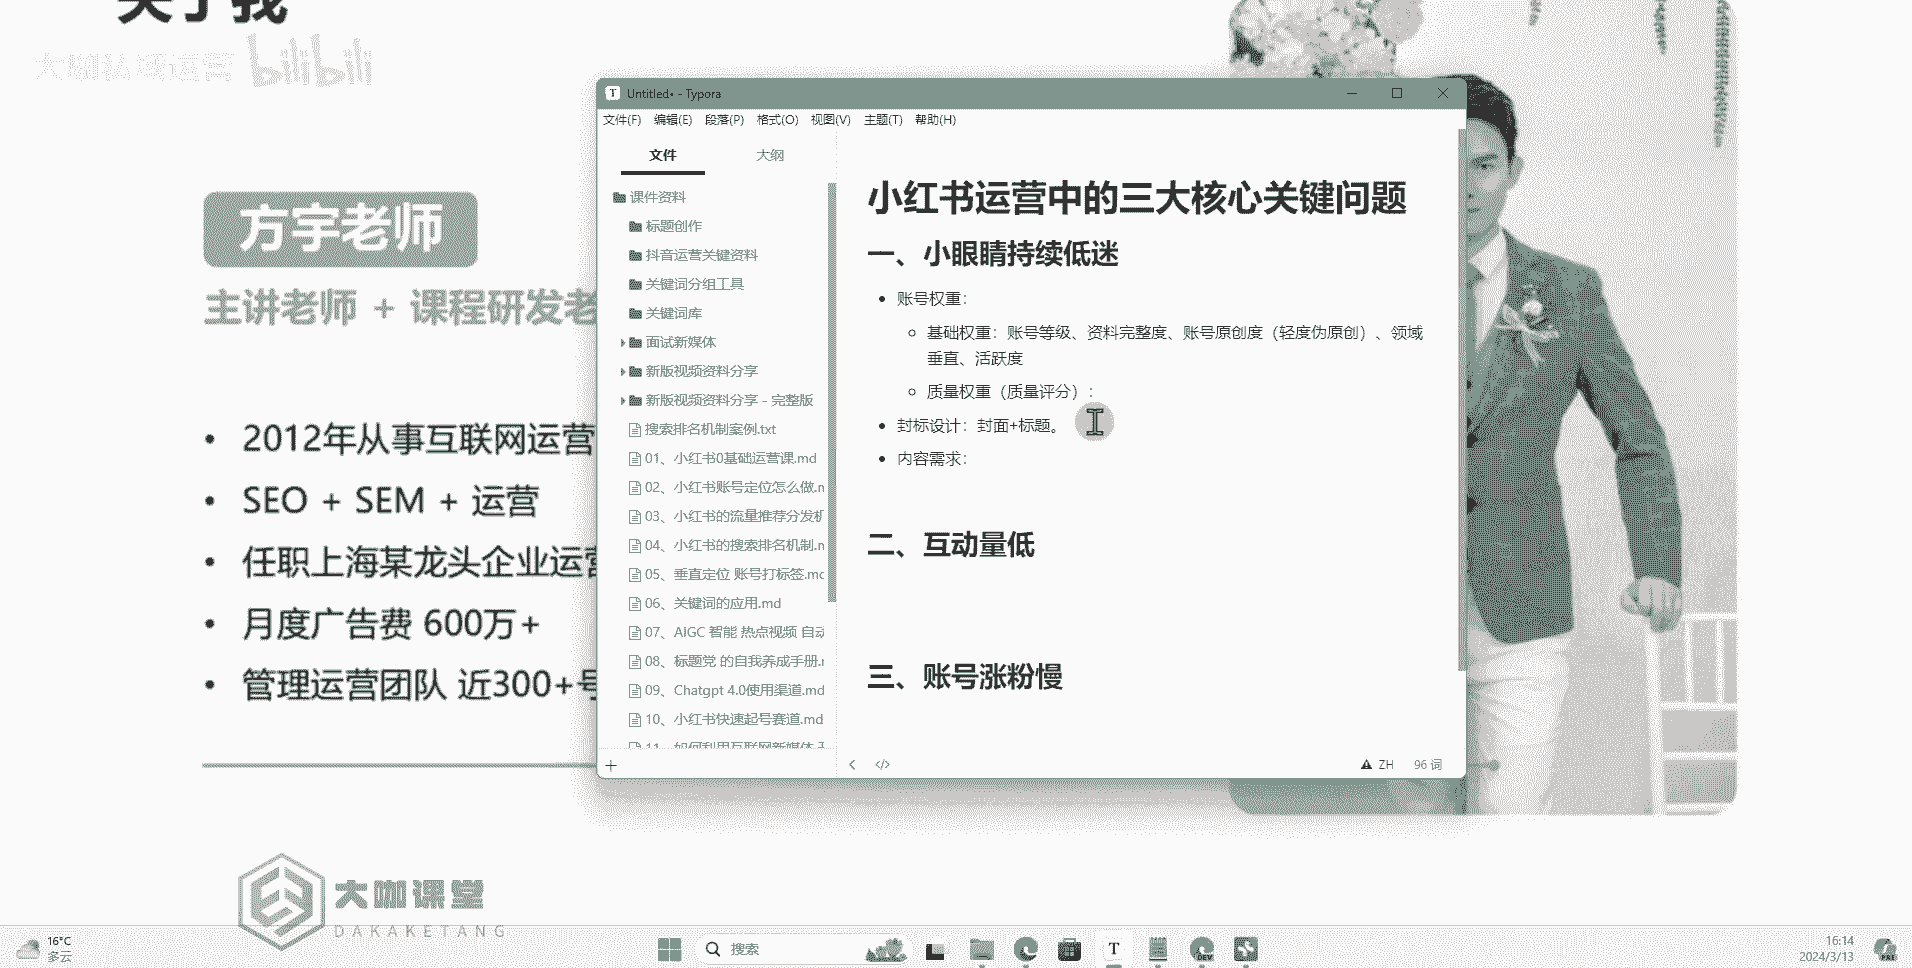 关于我
大咖私域运营 bilibili
方宇老师
主讲老师 + 课程研发老
• 2012年从事互联网运营
• SEO + SEM + 运营
• 任职上海某龙头企业运营
• 月度广告费 600万+
• 管理运营团队 近300+号
大咖课堂
DAKAKETANG
Untitled• - Typora
文件(F) 编辑(E) 段落(P) 格式(O) 视图(V) 主题(T) 帮助(H)
文件 大纲
课件资料
标题创作
抖音运营关键资料
关键词分组工具
关键词库
面试新媒体
新版视频资料分享
新版视频资料分享 - 完整版
搜索排名机制案例.txt
01、小红书0基础运营课.md
02、小红书账号定位怎么做.m
03、小红书的流量推荐分发机
04、小红书的搜索排名机制.m
05、垂直定位 账号打标签.mc
06、关键词的应用.md
07、AIGC 智能 热点视频 自动
08、标题党 的自我养成手册.r
09、Chatgpt 4.0使用渠道.md
10、小红书快速起号赛道.md
11、如何利用互联网新媒体
小红书运营中的三大核心关键问题
一、小眼睛持续低迷
• 账号权重：
基础权重：账号等级、资料完整度、账号原创度（轻度伪原创）、领域
垂直、活跃度
质量权重（质量评分）：
• 封标设计：封面+标题。
• 内容需求：
二、互动量低
三、账号涨粉慢
ZH 96 词
16°C
多云
搜索
T
DEV
16:14
2024/3/13
PRE